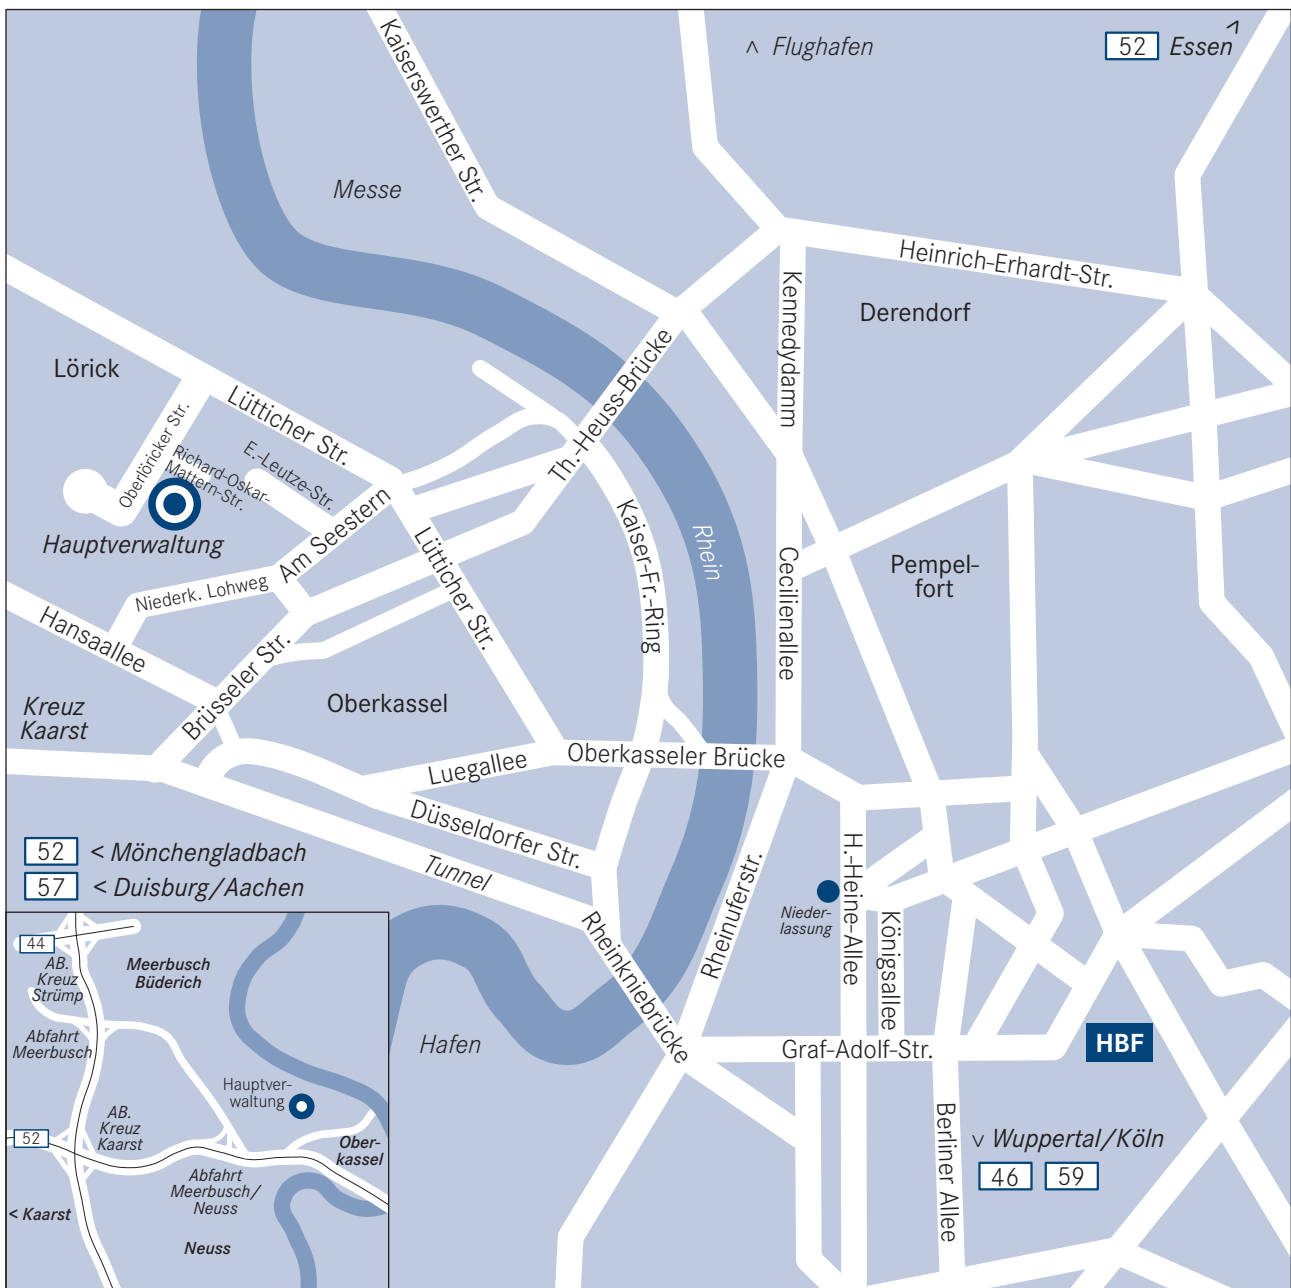 Kaiserswerther Str.
^ Flughafen
52 Essen ^
Messe
Heinrich-Erhardt-Str.
Kennedydamm
Derendorf
Th.-Heuss-Brücke
Lörick
Lütticher Str.
Oberlöricker Str.
E.-Leutze-Str.
Richard-Oskar-
Mattern-Str.
Hauptverwaltung
Am Seestern
Niederk. Lohweg
Lütticher Str.
Kaiser-Fr.-Ring
Rhein
Cecilienallee
Pempel-
fort
Hansaallee
Brüsseler Str.
Kreuz
Kaarst
Oberkassel
Luegallee
Oberkasseler Brücke
Düsseldorfer Str.
Tunnel
52 < Mönchengladbach
57 < Duisburg/Aachen
Rheinkniebrücke
Rheinuferstr.
H.-Heine-Allee
Nieder-
lassung
Königsallee
Hafen
Graf-Adolf-Str.
HBF
Berliner Allee
v Wuppertal/Köln
46 59
44
AB.
Kreuz
Strümp
Meerbusch
Büderich
Abfahrt
Meerbusch
Hauptver-
waltung
AB.
Kreuz
Kaarst
52
Ober-
kassel
Abfahrt
Meerbusch/
Neuss
< Kaarst
Neuss